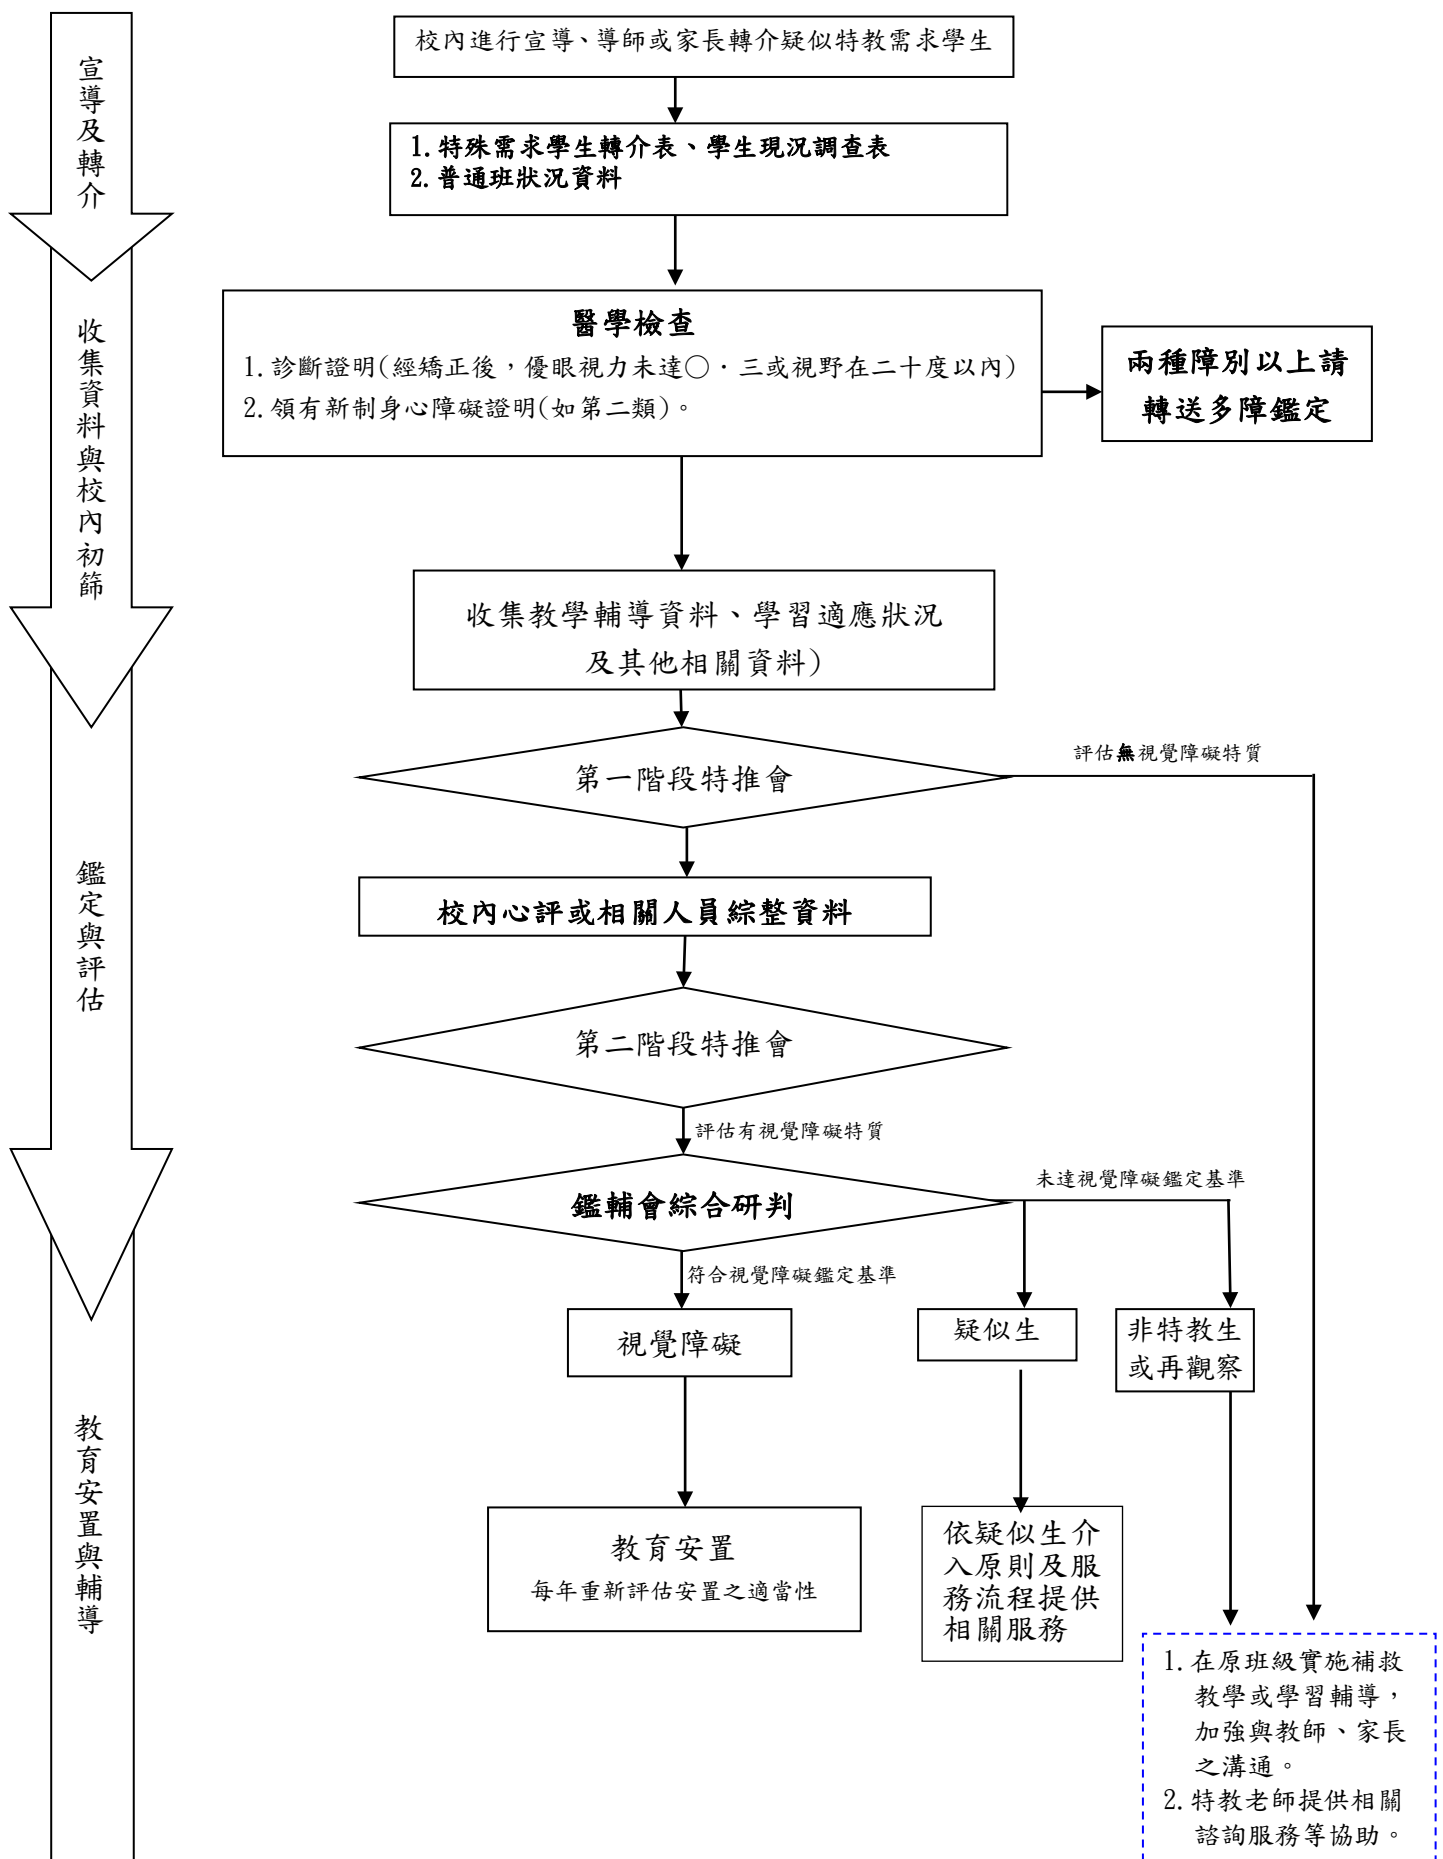 宣導及轉介
校內進行宣導、導師或家長轉介疑似特教需求學生
1.特殊需求學生轉介表、學生現況調查表
2.普通班狀況資料
收集資料與校內初篩
醫學檢查
1.診斷證明(經矯正後，優眼視力未達○．三或視野在二十度以內)
2.領有新制身心障礙證明(如第二類)。
兩種障別以上請
轉送多障鑑定
收集教學輔導資料、學習適應狀況
及其他相關資料)
第一階段特推會
評估無視覺障礙特質
鑑定與評估
校內心評或相關人員綜整資料
第二階段特推會
評估有視覺障礙特質
鑑輔會綜合研判
未達視覺障礙鑑定基準
符合視覺障礙鑑定基準
視覺障礙
疑似生
非特教生
或再觀察
教育安置與輔導
教育安置
每年重新評估安置之適當性
依疑似生介
入原則及服
務流程提供
相關服務
1.在原班級實施補救
教學或學習輔導，
加強與教師、家長
之溝通。
2.特教老師提供相關
諮詢服務等協助。